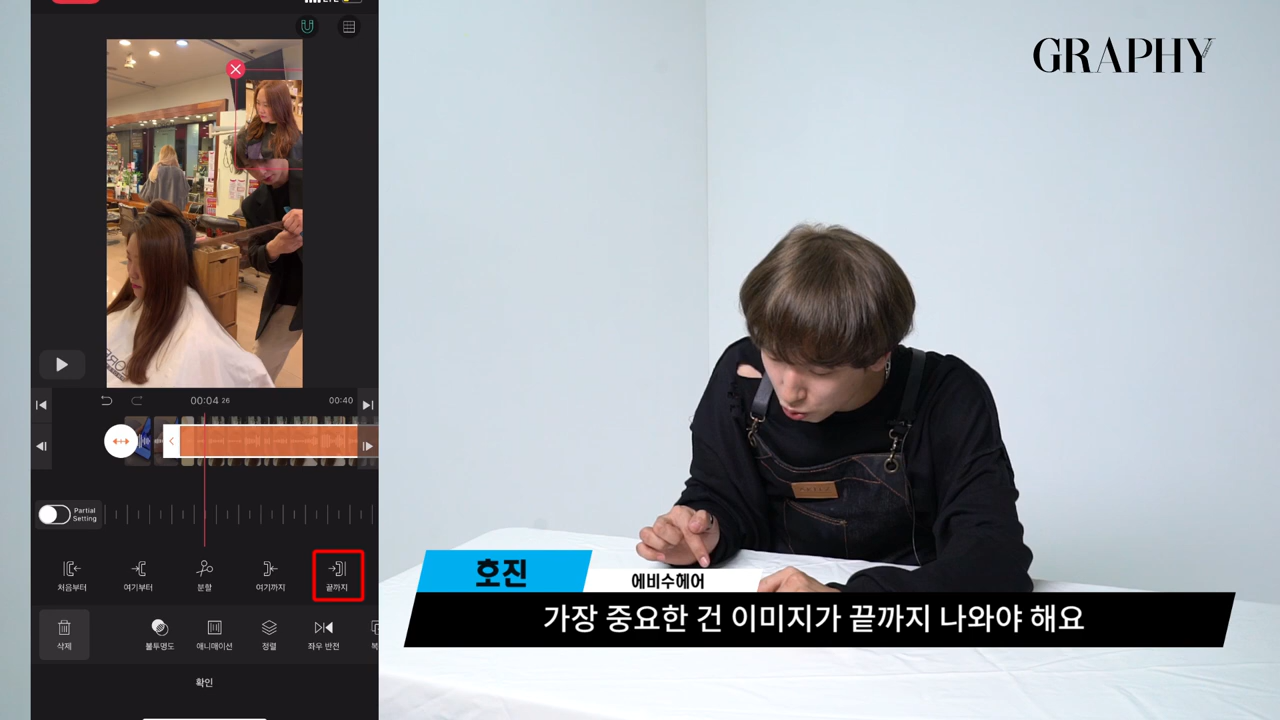 GRAPHY
00:04 26
00:40
Partial
Setting
처음부터
여기부터
분할
여기까지
끝까지
삭제
불투명도
애니메이션
정렬
좌우 반전
확인
호진
에비수헤어
가장 중요한 건 이미지가 끝까지 나와야 해요